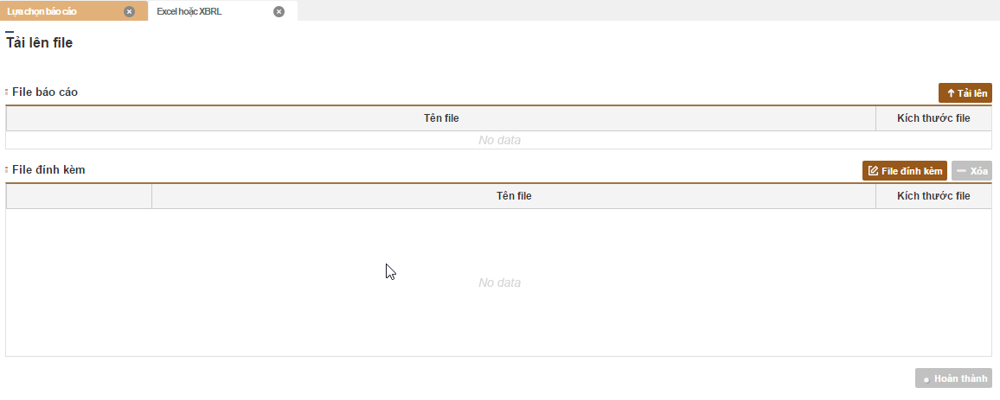 Lựa chọn báo cáo
Excel hoặc XBRL
Tải lên file
File báo cáo
Tải lên
Tên file
Kích thước file
No data
File đính kèm
File đính kèm
Xóa
Tên file
Kích thước file
No data
Hoàn thành